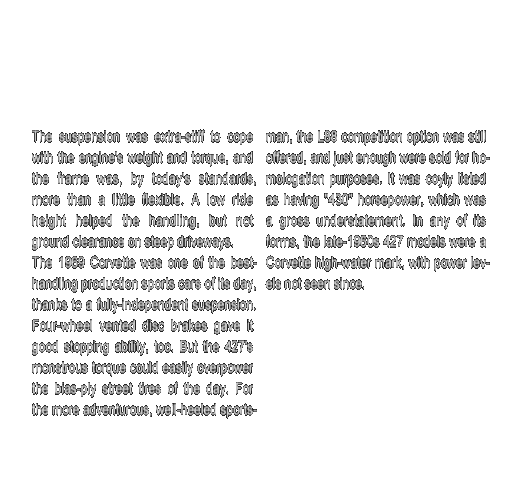 The suspension was extra-stiff to cope
with the engine's weight and torque, and
the frame was, by today's standards,
more than a little flexible. A low ride
height helped the handling, but not
ground clearance on steep driveways.
The 1969 Corvette was one of the best-
handling production sports cars of its day,
thanks to a fully-independent suspension.
Four-wheel vented disc brakes gave it
good stopping ability, too. But the 427's
monstrous torque could easily overpower
the bias-ply street tires of the day. For
the more adventurous, well-heeled sports-
man, the L88 competition option was still
offered, and just enough were sold for ho-
mologation purposes. It was coyly listed
as having "430" horsepower, which was
a gross understatement. In any of its
forms, the late-1960s 427 models were a
Corvette high-water mark, with power lev-
els not seen since.